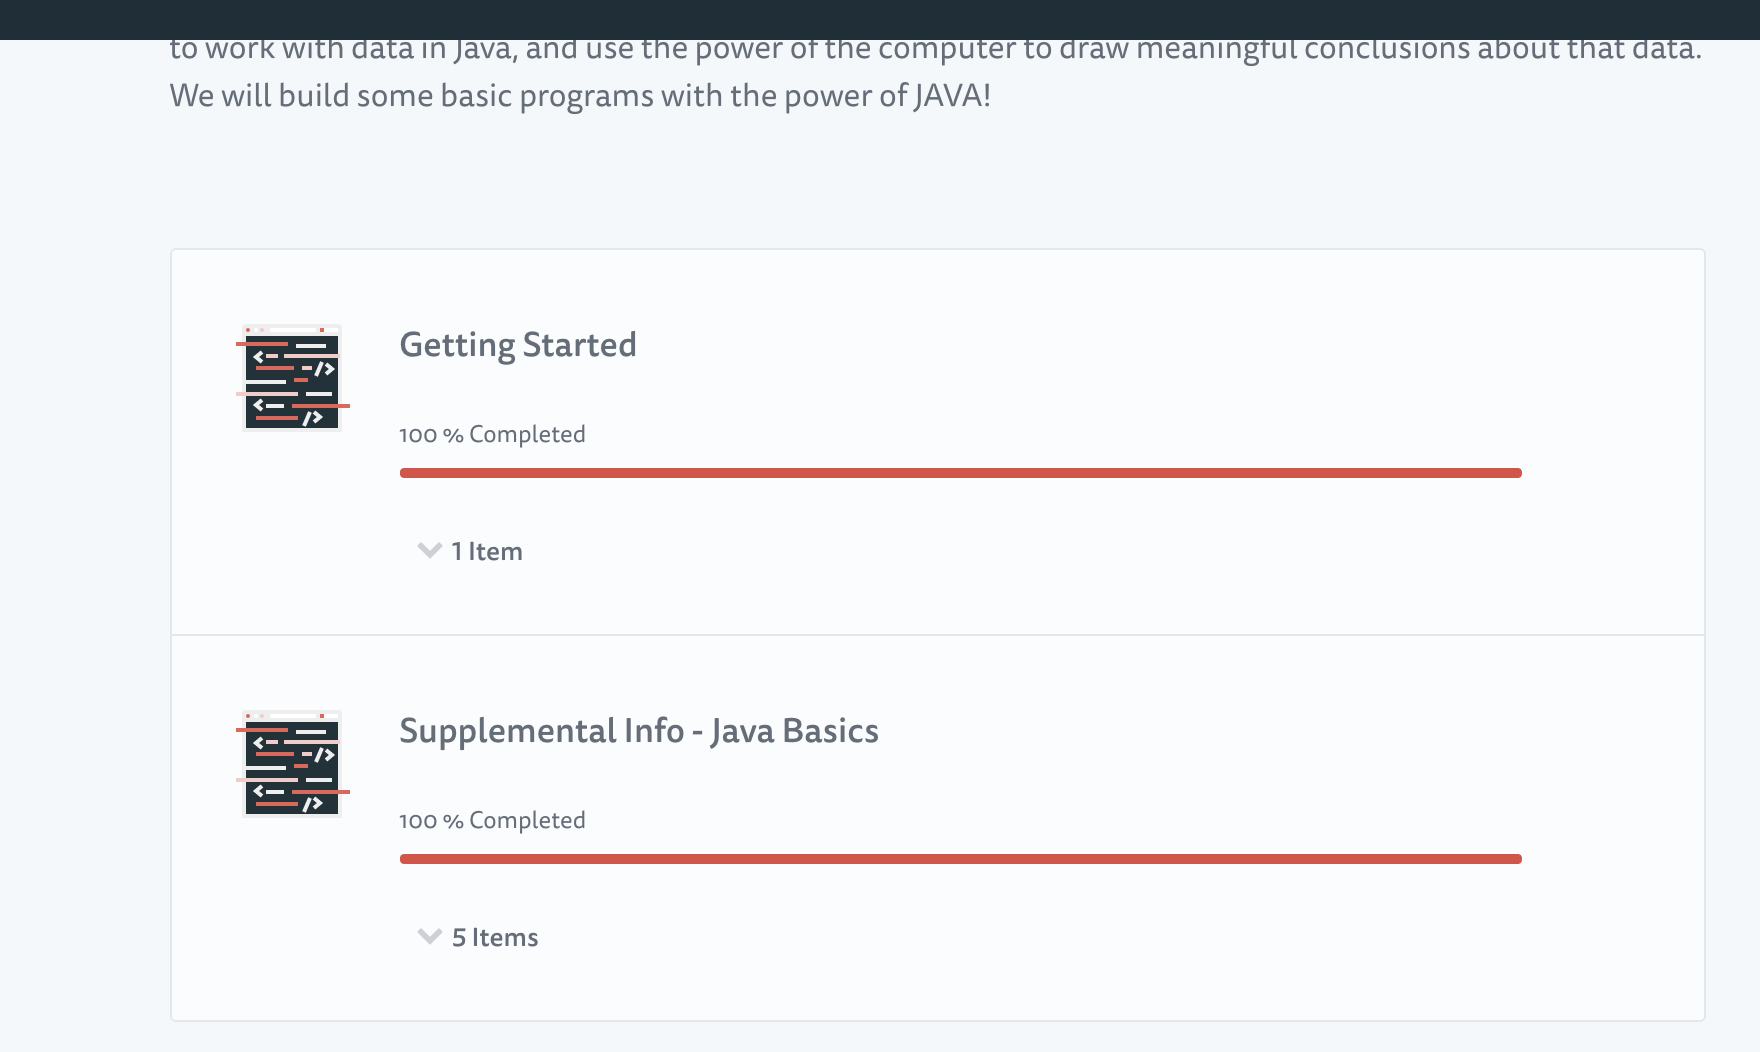 to work with data in Java, and use the power of the computer to draw meaningful conclusions about that data.
We will build some basic programs with the power of JAVA!
Getting Started
100 % Completed
1 Item
Supplemental Info - Java Basics
100 % Completed
5 Items